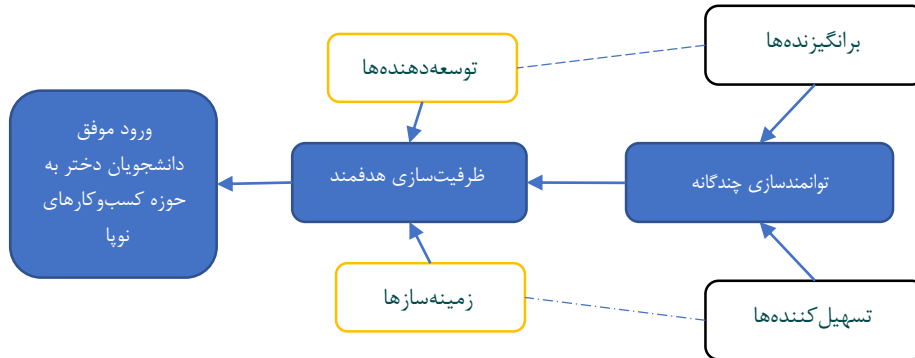 برانگیزنده‌ها
توسعه‌دهنده‌ها
توانمندسازی چندگانه
ظرفیت‌سازی هدفمند
ورود موفق
دانشجویان دختر به
حوزه کسب‌وکارهای
نوپا
تسهیل‌کننده‌ها
زمینه‌سازها